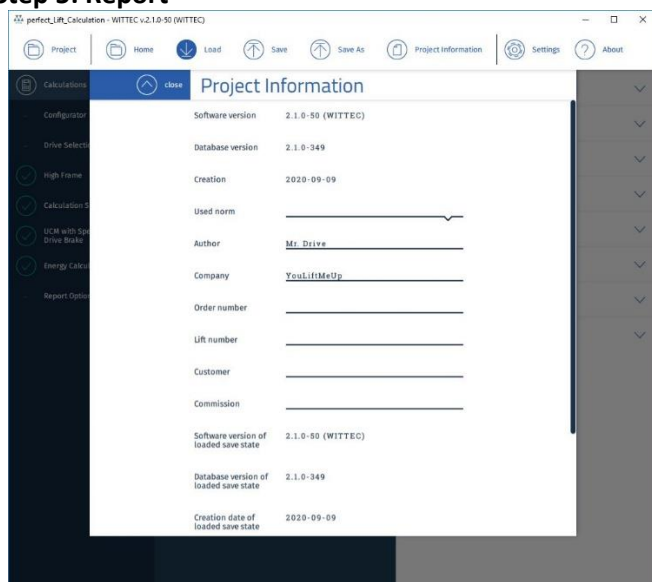 Step 5: Report
perfect_Lift_Calculation - WITTEC v.2.1.0-50 (WITTEC)
Project
Home
Load
Save
Save As
Project Information
Settings
About
Calculations
close
Project Information
Configurator
Drive Selectio
High Frame
Calculation S
UCM with Spe
Drive Brake
Energy Calcul
Report Option
Software version 2.1.0-50 (WITTEC)
Database version 2.1.0-349
Creation 2020-09-09
Used norm
Author Mr. Drive
Company YouLiftMeUp
Order number
Lift number
Customer
Commission
Software version of
loaded save state 2.1.0-50 (WITTEC)
Database version of
loaded save state 2.1.0-349
Creation date of
loaded save state 2020-09-09